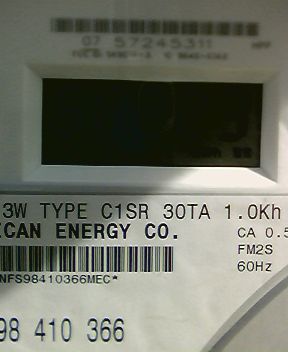 07 57245311
3W TYPE C1SR 30TA 1.0Kh
ICAN ENERGY CO.
CA 0.5
FM2S
60Hz
NFS98410366MEC*
98 410 366